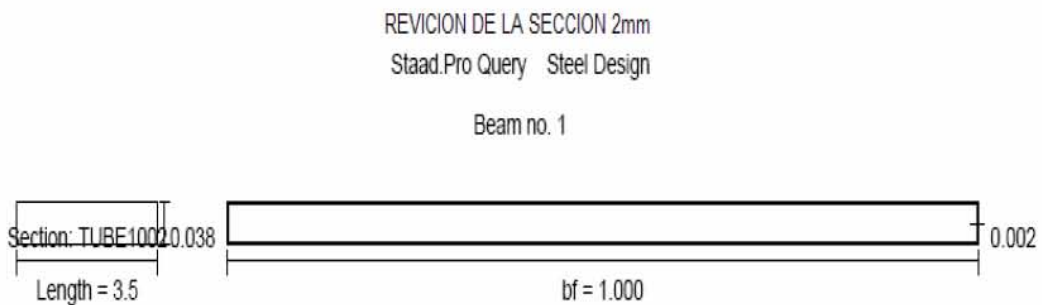 REVICION DE LA SECCION 2mm
Staad.Pro Query Steel Design
Beam no. 1
Section: TUBE1002 0.038
0.002
Length = 3.5
bf = 1.000